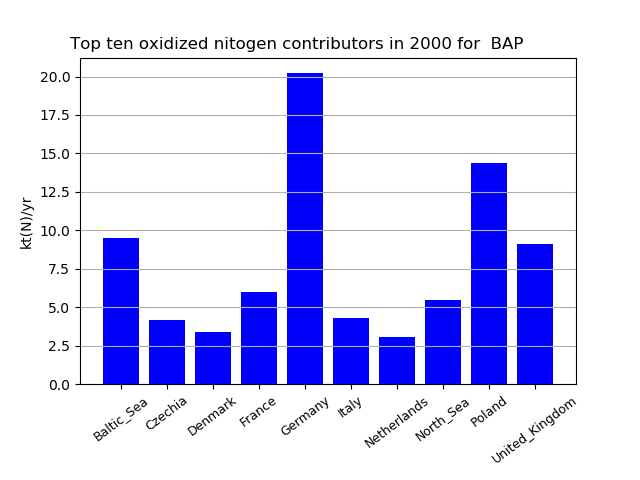 Top ten oxidized nitogen contributors in 2000 for  BAP
kt(N)/yr
20.0
17.5
15.0
12.5
10.0
7.5
5.0
2.5
0.0
Baltic_Sea
Czechia
Denmark
France
Germany
Italy
Netherlands
North_Sea
Poland
United_Kingdom